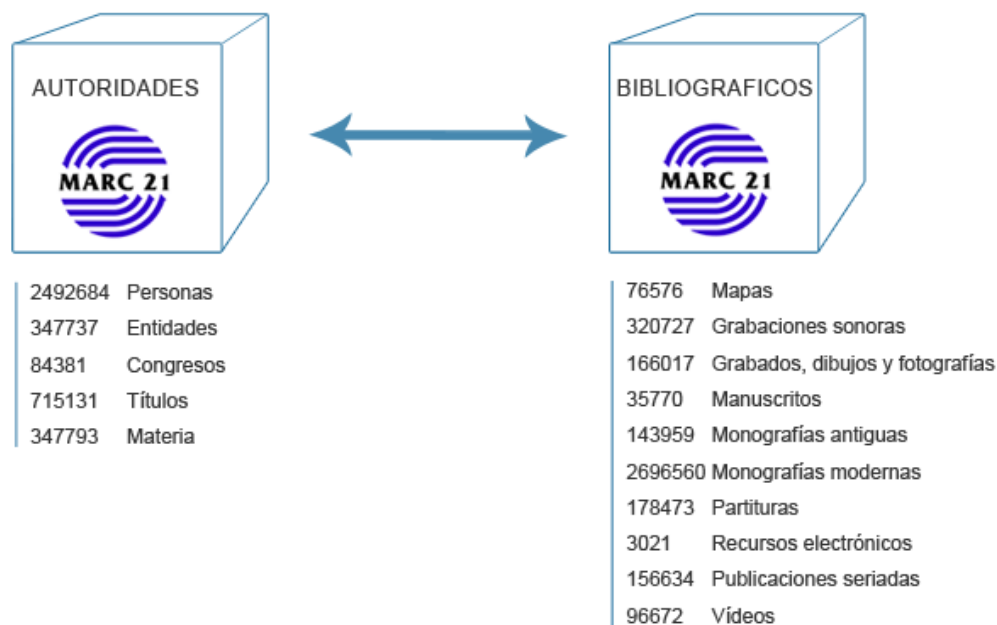 AUTORIDADES
MARC 21
2492684 Personas
347737 Entidades
84381 Congresos
715131 Títulos
347793 Materia
BIBLIOGRAFICOS
MARC 21
76576 Mapas
320727 Grabaciones sonoras
166017 Grabados, dibujos y fotografías
35770 Manuscritos
143959 Monografías antiguas
2696560 Monografías modernas
178473 Partituras
3021 Recursos electrónicos
156634 Publicaciones seriadas
96672 Vídeos